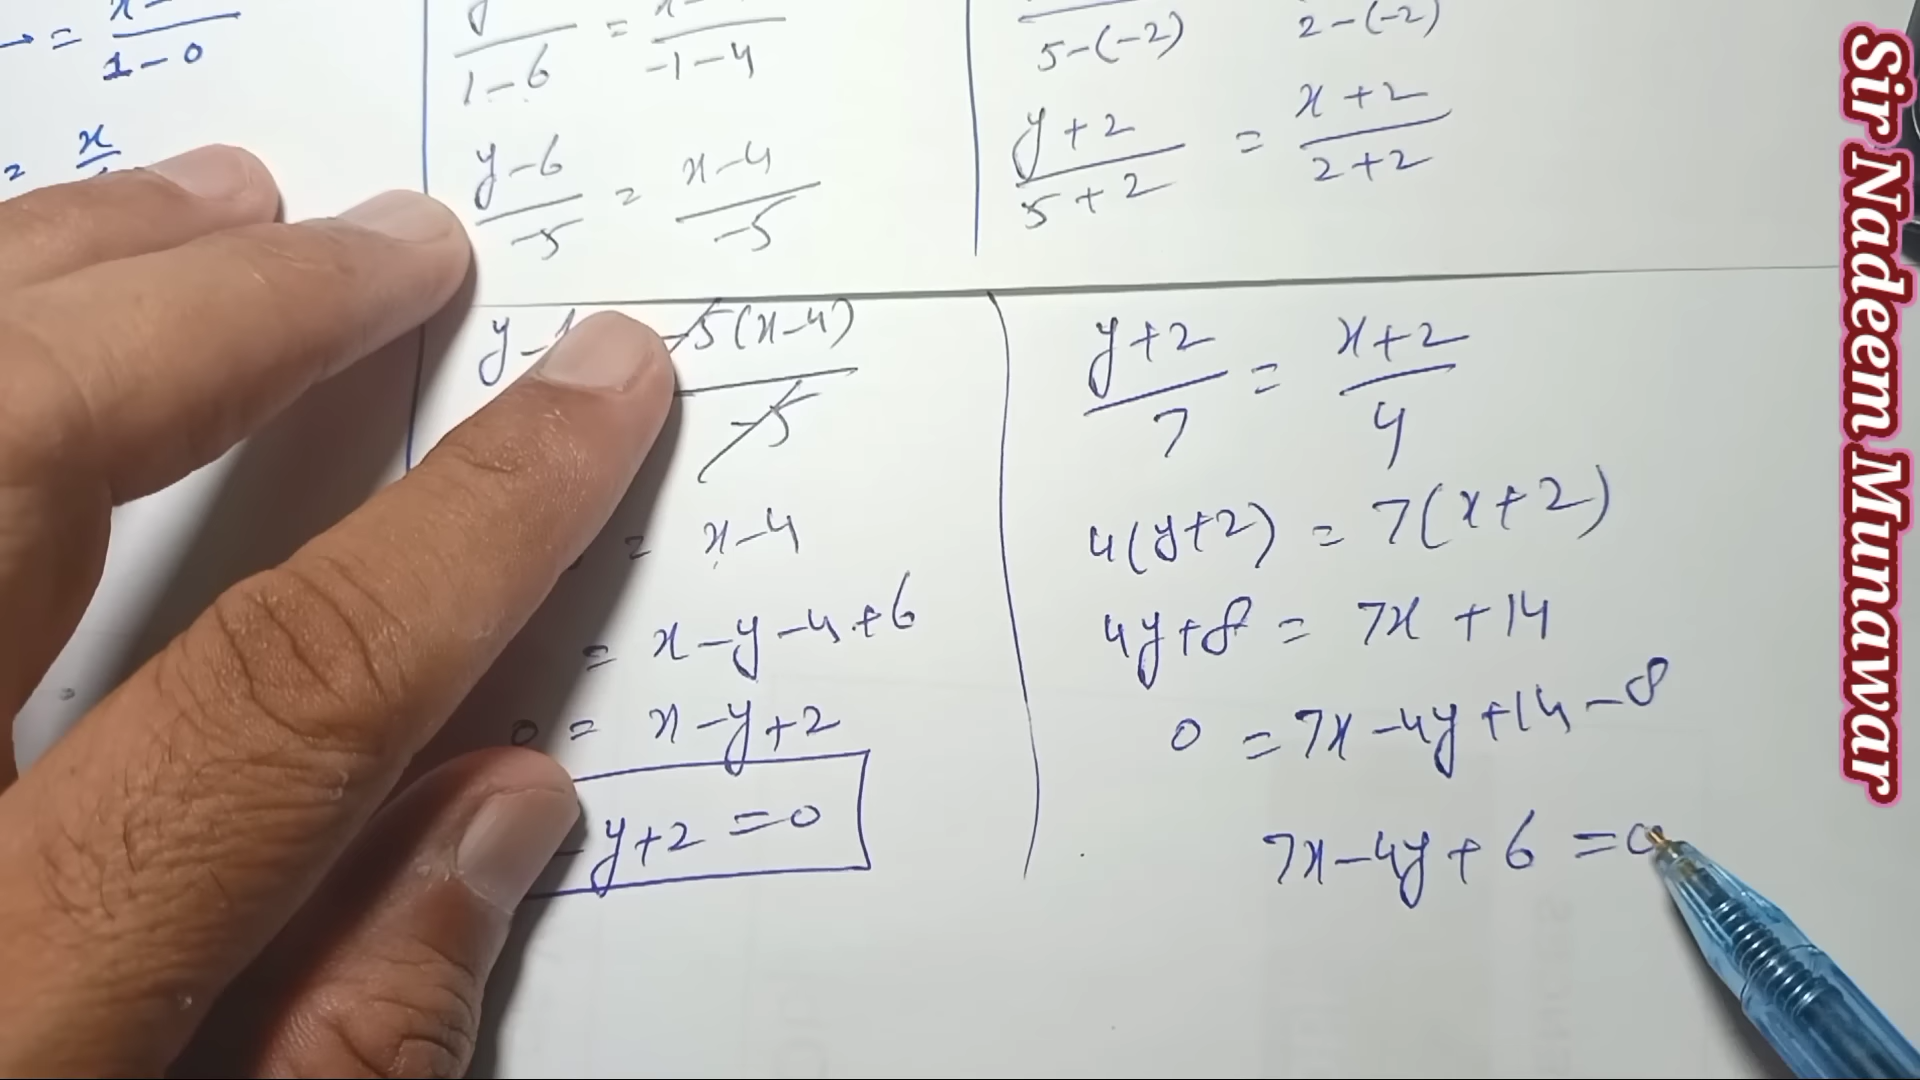 = x- / 1-0
= x
y / 1-6 = x- / -1-4
y-6 / -5 = x-4 / -5
y- -5(x-4) / -5
= x-4
= x-y-4+6
0 = x-y+2
-y+2 =0
5-(-2) 2-(-2)
y+2 / 5+2 = x+2 / 2+2
y+2 / 7 = x+2 / 4
4(y+2) = 7(x+2)
4y+8 = 7x +14
0 = 7x-4y+14-8
7x-4y+6 =0
Sir Nadeem Munawar